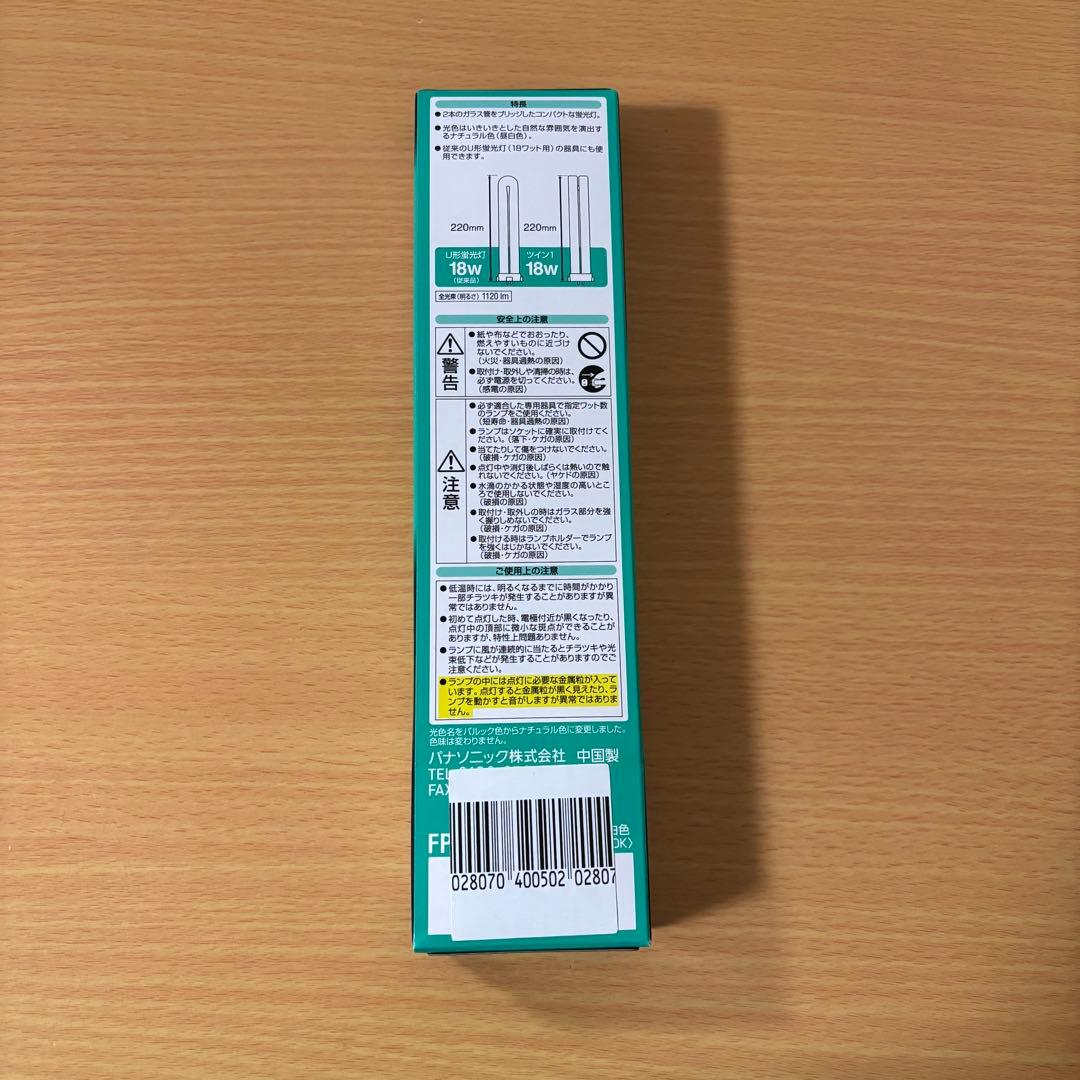 特長
●2本のガラス管をブリッジしたコンパクトな蛍光灯。
●光色はいきいきとした自然な雰囲気を演出す
るナチュラル色(昼白色)。
●従来のU形蛍光灯(18ワット用)の器具にも使
用できます。
220mm
220mm
U形蛍光灯
18W
(従来品)
ツイン1
18W
全光束(明るさ) 1120 lm
安全上の注意
警告
●紙や布などでおおったり、
燃えやすいものに近づけ
ないでください。
(火災・器具過熱の原因)
●取付け・取外しや清掃の時は、
必ず電源を切ってください。
(感電の原因)
注意
●必ず適合した専用器具で指定ワット数
のランプをご使用ください。
(短寿命・器具過熱の原因)
●ランプはソケットに確実に取付けてく
ださい。(落下・ケガの原因)
●当てたりして傷をつけないでください。
(破損・ケガの原因)
●点灯中や消灯後しばらくは熱いので触
れないでください。(ヤケドの原因)
●水滴のかかる状態や湿度の高いとこ
ろで使用しないでください。
(破損の原因)
●取付け・取外しの時はガラス部分を強
く握りしめないでください。
(破損・ケガの原因)
●取付ける時はランプホルダーでランプ
を強くはじかないでください。
(破損・ケガの原因)
ご使用上の注意
●低温時には、明るくなるまでに時間がかかり
一部チラツキが発生することがありますが異
常ではありません。
●初めて点灯した時、電極付近が黒くなったり、
点灯中の頂部に微小な斑点ができることが
ありますが、特性上問題ありません。
●ランプに風が連続的に当たるとチラツキや光
束低下などが発生することがありますのでご
注意ください。
●ランプの中には点灯に必要な金属粒が入って
います。点灯すると金属粒が黒く見えたり、ラ
ンプを動かすと音がしますが異常ではありま
せん。
光色名をパルック色からナチュラル色に変更しました。
色味は変わりません。
パナソニック株式会社 中国製
TEL
FAX
FP
白色
OK〉
028070 400502 02807